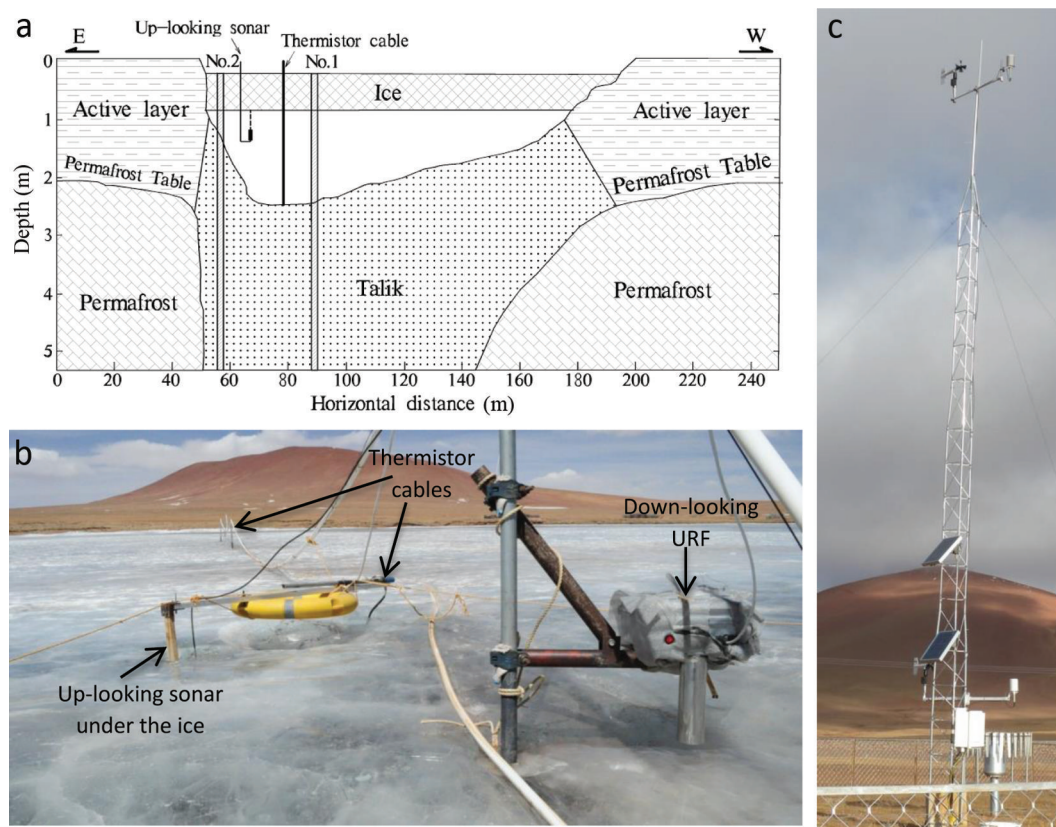 a
E
Up-looking sonar
Thermistor cable
W
No.2
No.1
Ice
Active layer
Active layer
Permafrost Table
Permafrost Table
Talik
Permafrost
Permafrost
Depth (m)
0
1
2
3
4
5
0 20 40 60 80 100 120 140 160 180 200 220 240
Horizontal distance (m)
b
Thermistor
cables
Down-looking
URF
Up-looking sonar
under the ice
c